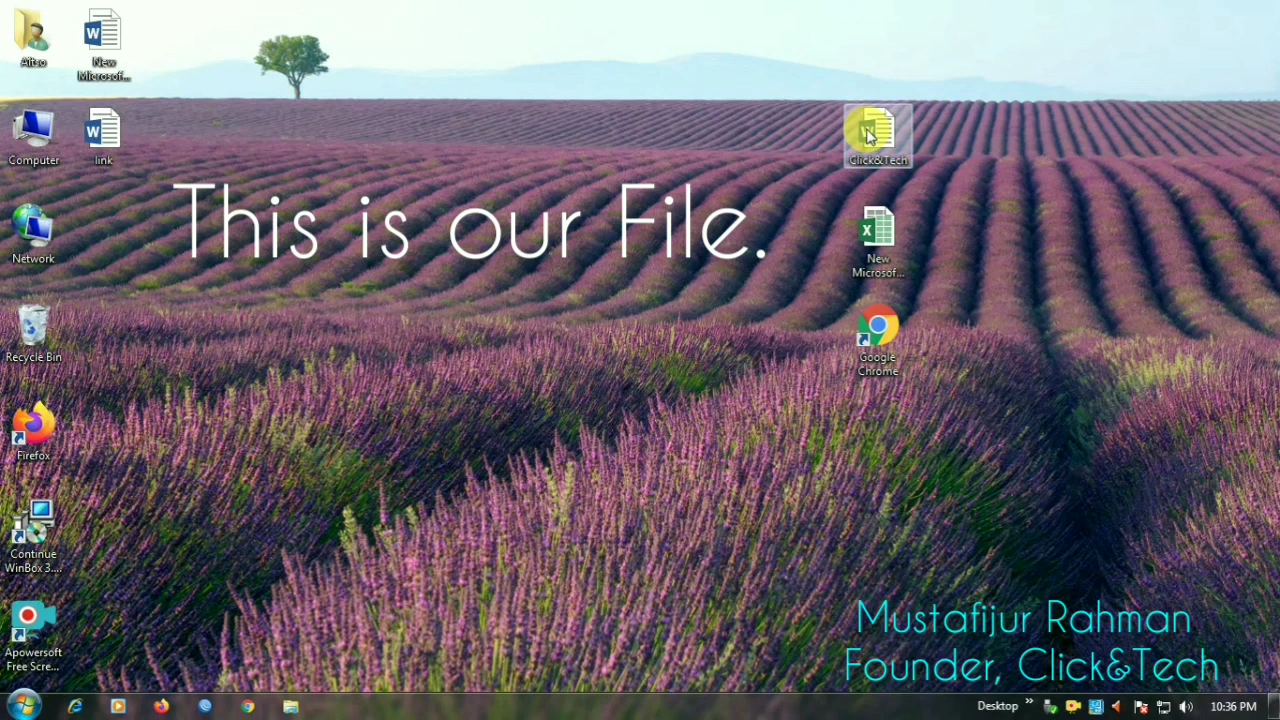 Aitso
New
Microsof...
Computer
link
Click&Tech
This is our File.
Network
New
Microsof...
Recycle Bin
Google
Chrome
Firefox
Continue
WinBox 3....
Apowersoft
Free Scre...
Mustafijur Rahman
Founder, Click&Tech
Desktop
10:36 PM